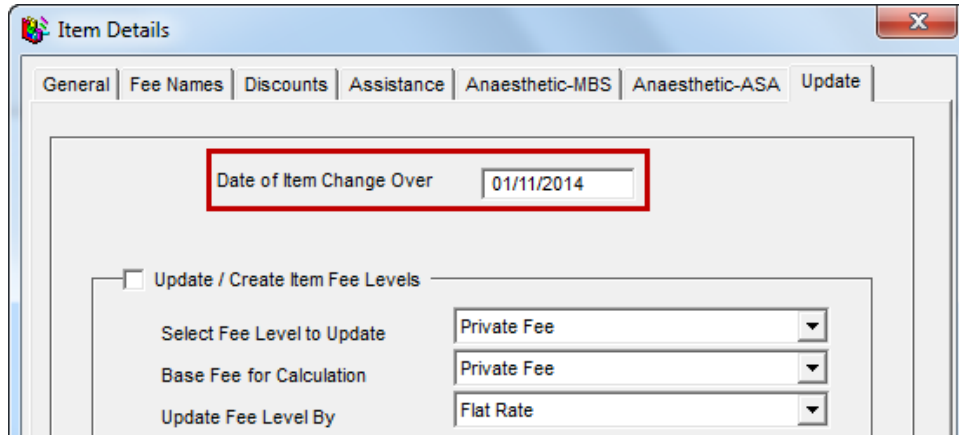 Item Details
General Fee Names Discounts Assistance Anaesthetic-MBS Anaesthetic-ASA Update
Date of Item Change Over 01/11/2014
Update / Create Item Fee Levels
Select Fee Level to Update Private Fee
Base Fee for Calculation Private Fee
Update Fee Level By Flat Rate